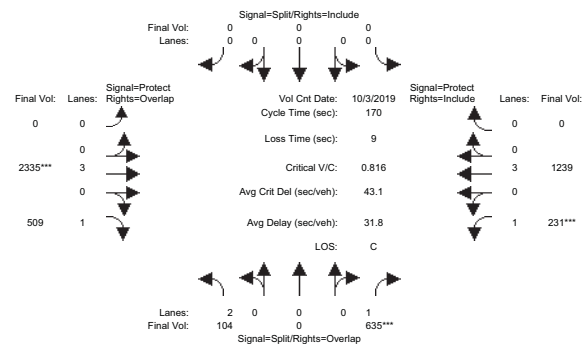 Signal=Split/Rights=Include
Final Vol: 0 0 0
Lanes: 0 0 0 0 0
Signal=Protect Signal=Protect
Final Vol: Lanes: Rights=Overlap Vol Cnt Date: 10/3/2019 Rights=Include Lanes: Final Vol:
0 0 Cycle Time (sec): 170 0 0
0 Loss Time (sec): 9 0
2335*** 3 Critical V/C: 0.816 3 1239
0 Avg Crit Del (sec/veh): 43.1 0
509 1 Avg Delay (sec/veh): 31.8 1 231***
LOS: C
Lanes: 2 0 0 0 1
Final Vol: 104 0 635***
Signal=Split/Rights=Overlap